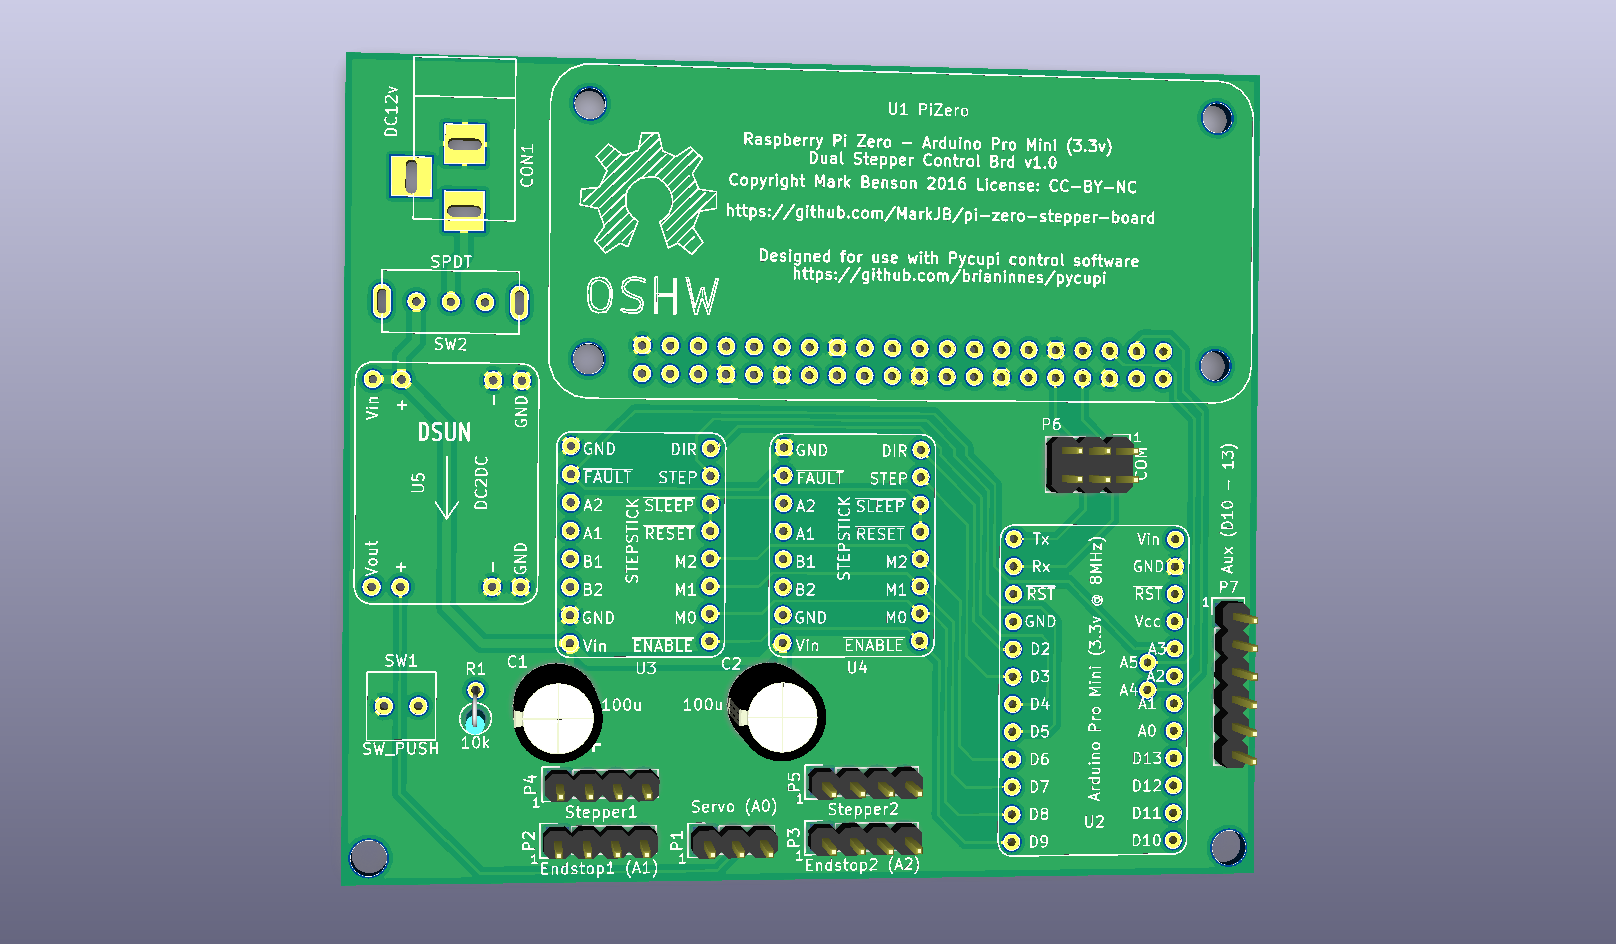 DC12v
CON1
U1 PiZero
Raspberry Pi Zero – Arduino Pro Mini (3.3v)
Dual Stepper Control Brd v1.0
Copyright Mark Benson 2016 License: CC-BY-NC
https://github.com/MarkJB/pi-zero-stepper-board
Designed for use with Pycupi control software
https://github.com/brianinnes/pycupi
OSHW
SPDT
SW2
Vin
+
–
GND
DSUN
U5
DC2DC
Vout
+
–
GND
GND
FAULT
A2
A1
B1
B2
GND
Vin
STEPSTICK
DIR
STEP
SLEEP
RESET
M2
M1
M0
ENABLE
U3
GND
FAULT
A2
A1
B1
B2
GND
Vin
STEPSTICK
DIR
STEP
SLEEP
RESET
M2
M1
M0
ENABLE
U4
P6
1
COM
Aux (D10 – 13)
P7
1
Tx
Rx
RST
GND
D2
D3
D4
D5
D6
D7
D8
D9
Arduino Pro Mini (3.3v @ 8MHz)
U2
Vin
GND
RST
Vcc
A3
A5
A2
A4
A1
A0
D13
D12
D11
D10
SW1
SW_PUSH
R1
10k
C1
100u
+
C2
100u
P4
1
Stepper1
P2
1
Endstop1 (A1)
Servo (A0)
P1
1
P5
1
Stepper2
P3
1
Endstop2 (A2)